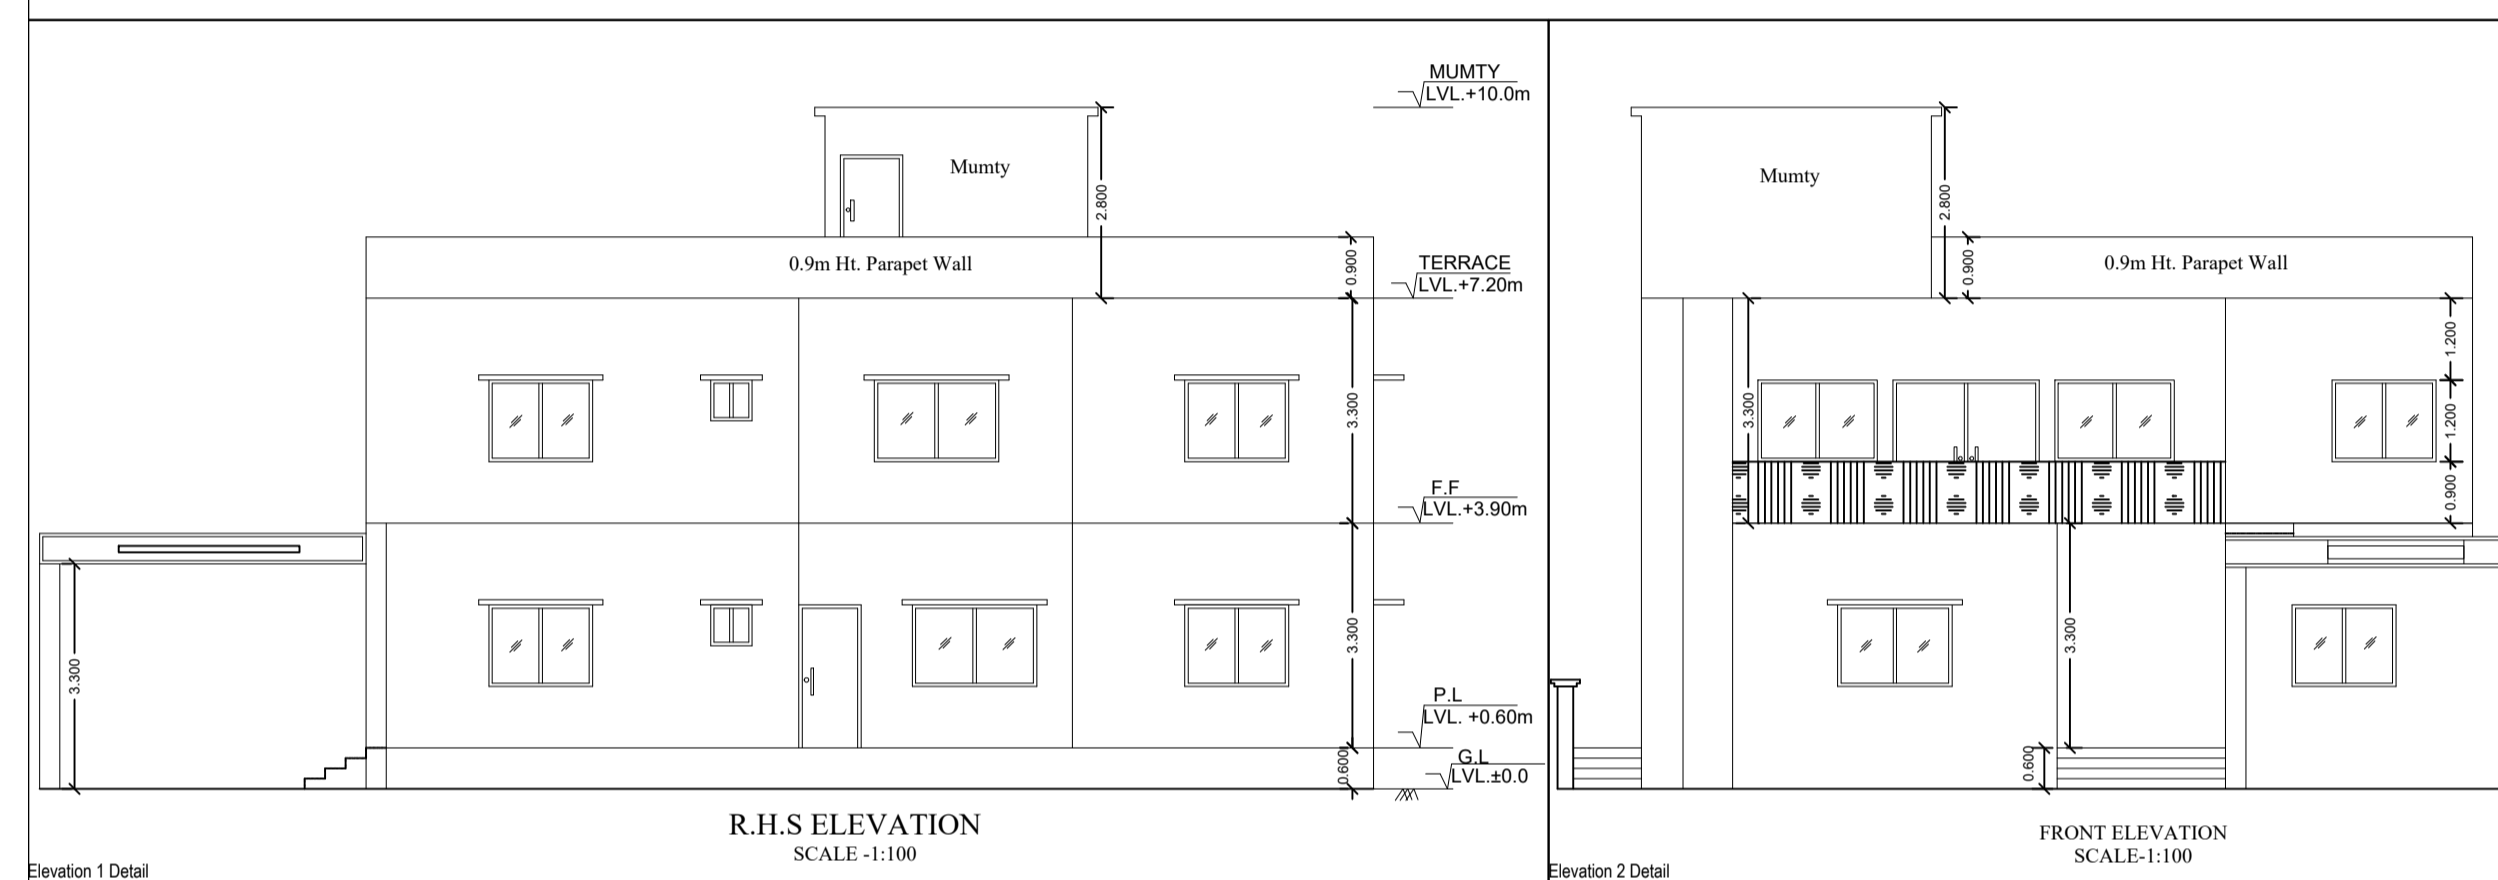 MUMTY
LVL.+10.0m
Mumty
2.800
0.9m Ht. Parapet Wall
0.900
TERRACE
LVL.+7.20m
3.300
F.F
LVL.+3.90m
3.300
3.300
P.L
LVL. +0.60m
0.600
G.L
LVL.±0.0
R.H.S ELEVATION
SCALE -1:100
Elevation 1 Detail
Mumty
2.800
0.900
0.9m Ht. Parapet Wall
1.200
3.300
1.200
0.900
3.300
0.600
FRONT ELEVATION
SCALE-1:100
Elevation 2 Detail